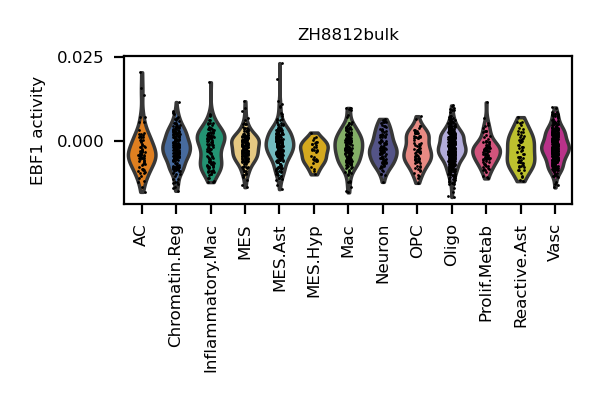 ZH8812bulk
0.025
0.000
EBF1 activity
AC
Chromatin.Reg
Inflammatory.Mac
MES
MES.Ast
MES.Hyp
Mac
Neuron
OPC
Oligo
Prolif.Metab
Reactive.Ast
Vasc